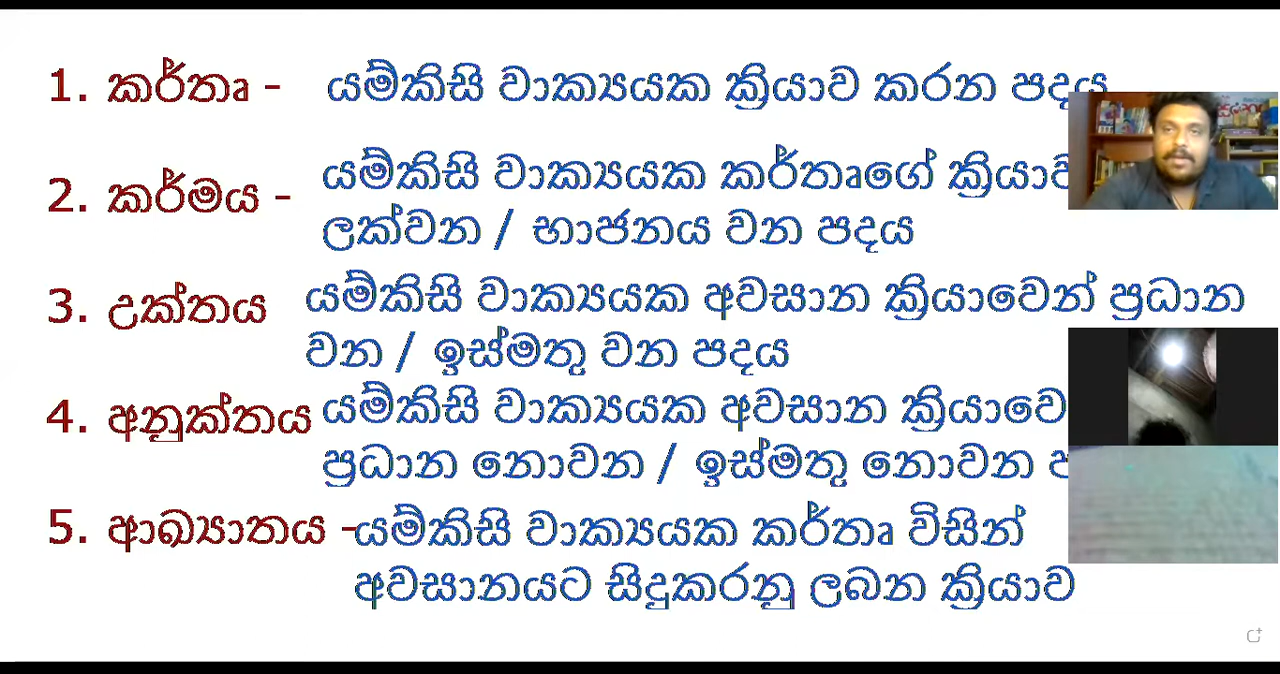 1. කර්තෘ - යම්කිසි වාක්‍යයක ක්‍රියාව කරන පදය
2. කර්මය - යම්කිසි වාක්‍යයක කර්තෘගේ ක්‍රියාව
ලක්වන / භාජනය වන පදය
3. උක්තය යම්කිසි වාක්‍යයක අවසාන ක්‍රියාවෙන් ප්‍රධාන
වන / ඉස්මතු වන පදය
4. අනුක්තය යම්කිසි වාක්‍යයක අවසාන ක්‍රියාවෙ
ප්‍රධාන නොවන / ඉස්මතු නොවන
5. ආඛ්‍යාතය - යම්කිසි වාක්‍යයක කර්තෘ විසින්
අවසානයට සිදුකරනු ලබන ක්‍රියාව